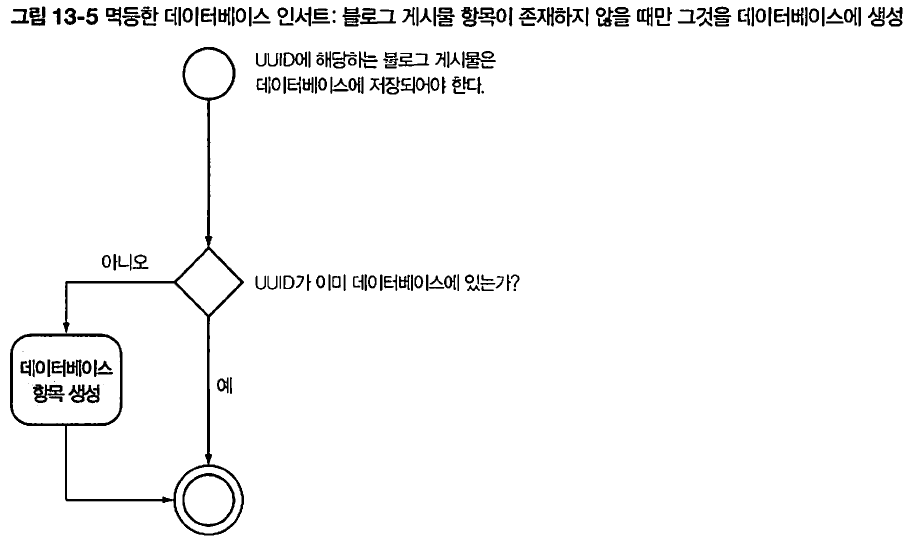 그림 13-5 멱등한 데이터베이스 인서트: 블로그 게시물 항목이 존재하지 않을 때만 그것을 데이터베이스에 생성
UUID에 해당하는 블로그 게시물은
데이터베이스에 저장되어야 한다.
아니오
UUID가 이미 데이터베이스에 있는가?
데이터베이스
항목 생성
예